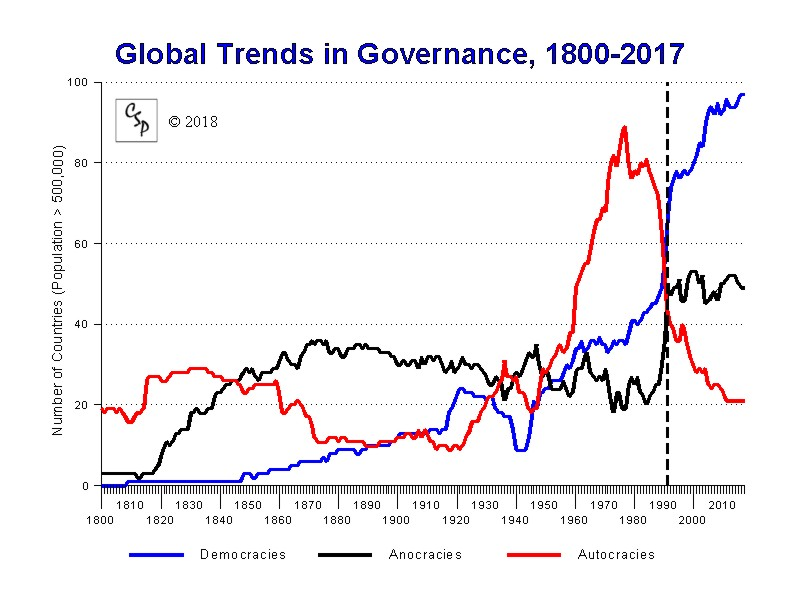 Global Trends in Governance, 1800-2017
CSP
© 2018
Number of Countries (Population > 500,000)
100
80
60
40
20
0
1810 1830 1850 1870 1890 1910 1930 1950 1970 1990 2010
1800 1820 1840 1860 1880 1900 1920 1940 1960 1980 2000
Democracies Anocracies Autocracies